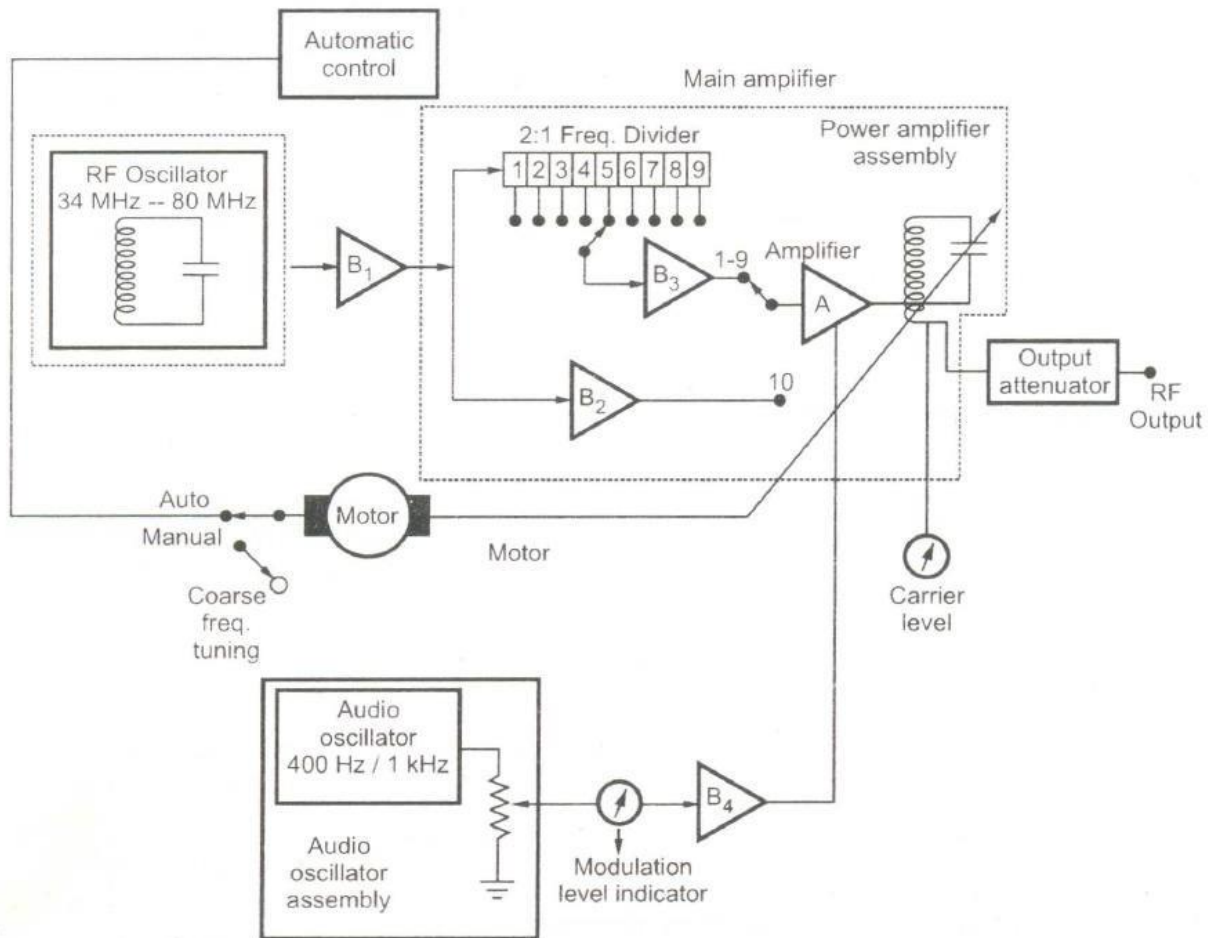 Automatic
control
Main amplifier
2:1 Freq. Divider
1 2 3 4 5 6 7 8 9
Power amplifier
assembly
RF Oscillator
34 MHz -- 80 MHz
B1
B3
1-9
Amplifier
A
B2
10
Output
attenuator
RF
Output
Auto
Manual
Motor
Motor
Coarse
freq.
tuning
Carrier
level
Audio
oscillator
400 Hz / 1 kHz
Audio
oscillator
assembly
B4
Modulation
level indicator